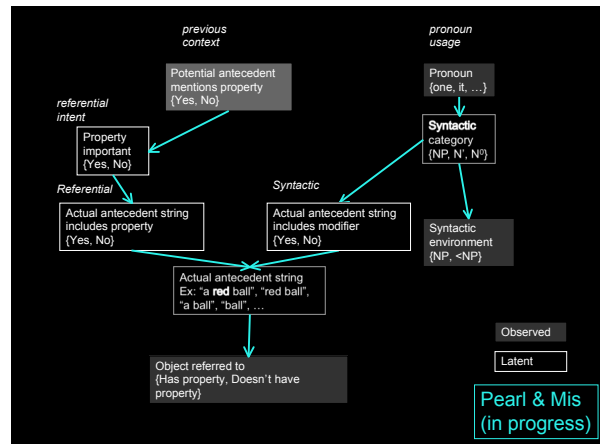 previous
context
pronoun
usage
Potential antecedent
mentions property
{Yes, No}
Pronoun
{one, it, …}
referential
intent
Property
important
{Yes, No}
Syntactic
category
{NP, N', N⁰}
Referential
Syntactic
Actual antecedent string
includes property
{Yes, No}
Actual antecedent string
includes modifier
{Yes, No}
Syntactic
environment
{NP, <NP}
Actual antecedent string
Ex: “a red ball”, “red ball”,
“a ball”, “ball”, …
Object referred to
{Has property, Doesn’t have
property}
Observed
Latent
Pearl & Mis
(in progress)